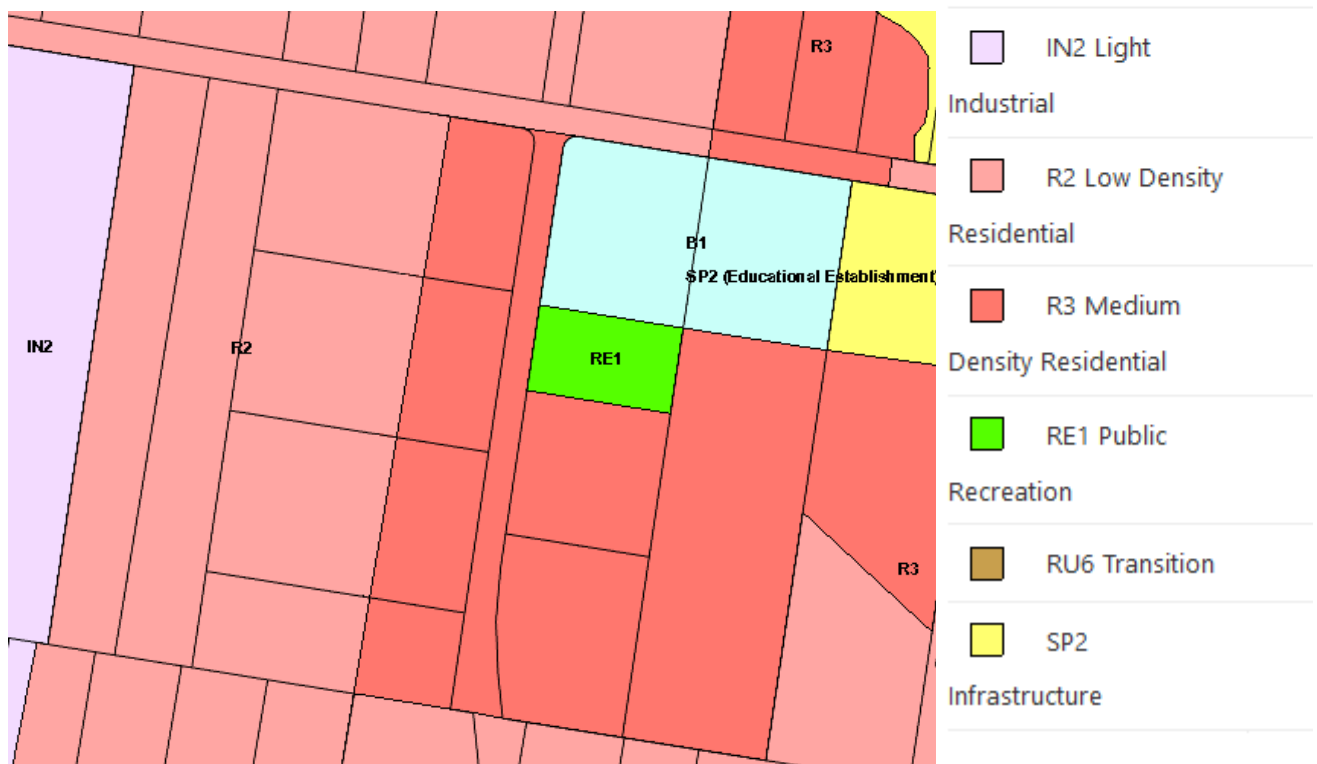 R3
B1
SP2 (Educational Establishment)
IN2
R2
RE1
R3
IN2 Light
Industrial
R2 Low Density
Residential
R3 Medium
Density Residential
RE1 Public
Recreation
RU6 Transition
SP2
Infrastructure